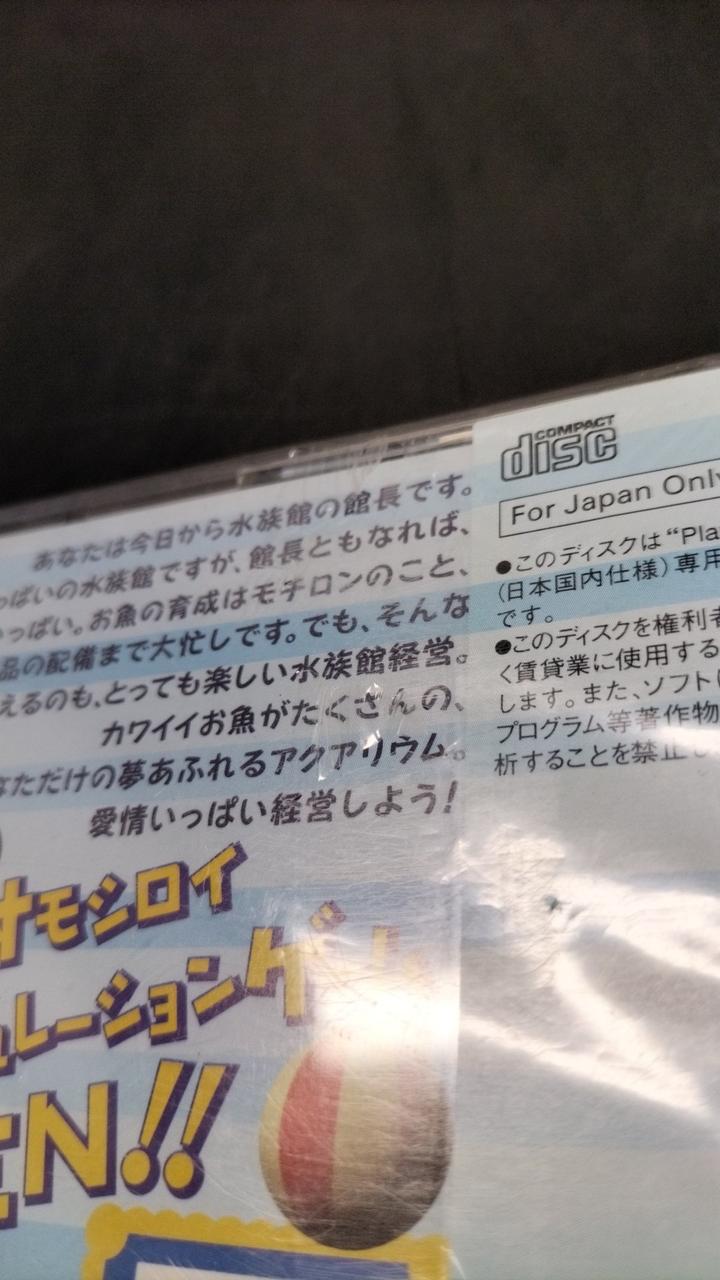 あなたは今日から水族館の館長です。
っぱいの水族館ですが、館長ともなれば、
いっぱい。お魚の育成はモチロンのこと、
品の配備まで大忙しです。でも、そんな
えるのも、とっても楽しい水族館経営。
カワイイお魚がたくさんの、
なただけの夢あふれるアクアリウム。
愛情いっぱい経営しよう!
オモシロイ
ュレーションゲーム
EN!!
COMPACT
disc
For Japan Only
●このディスクは“Pla
(日本国内仕様)専用
です。
●このディスクを権利者
く賃貸業に使用する
します。また、ソフト
プログラム等著作物
析することを禁止し